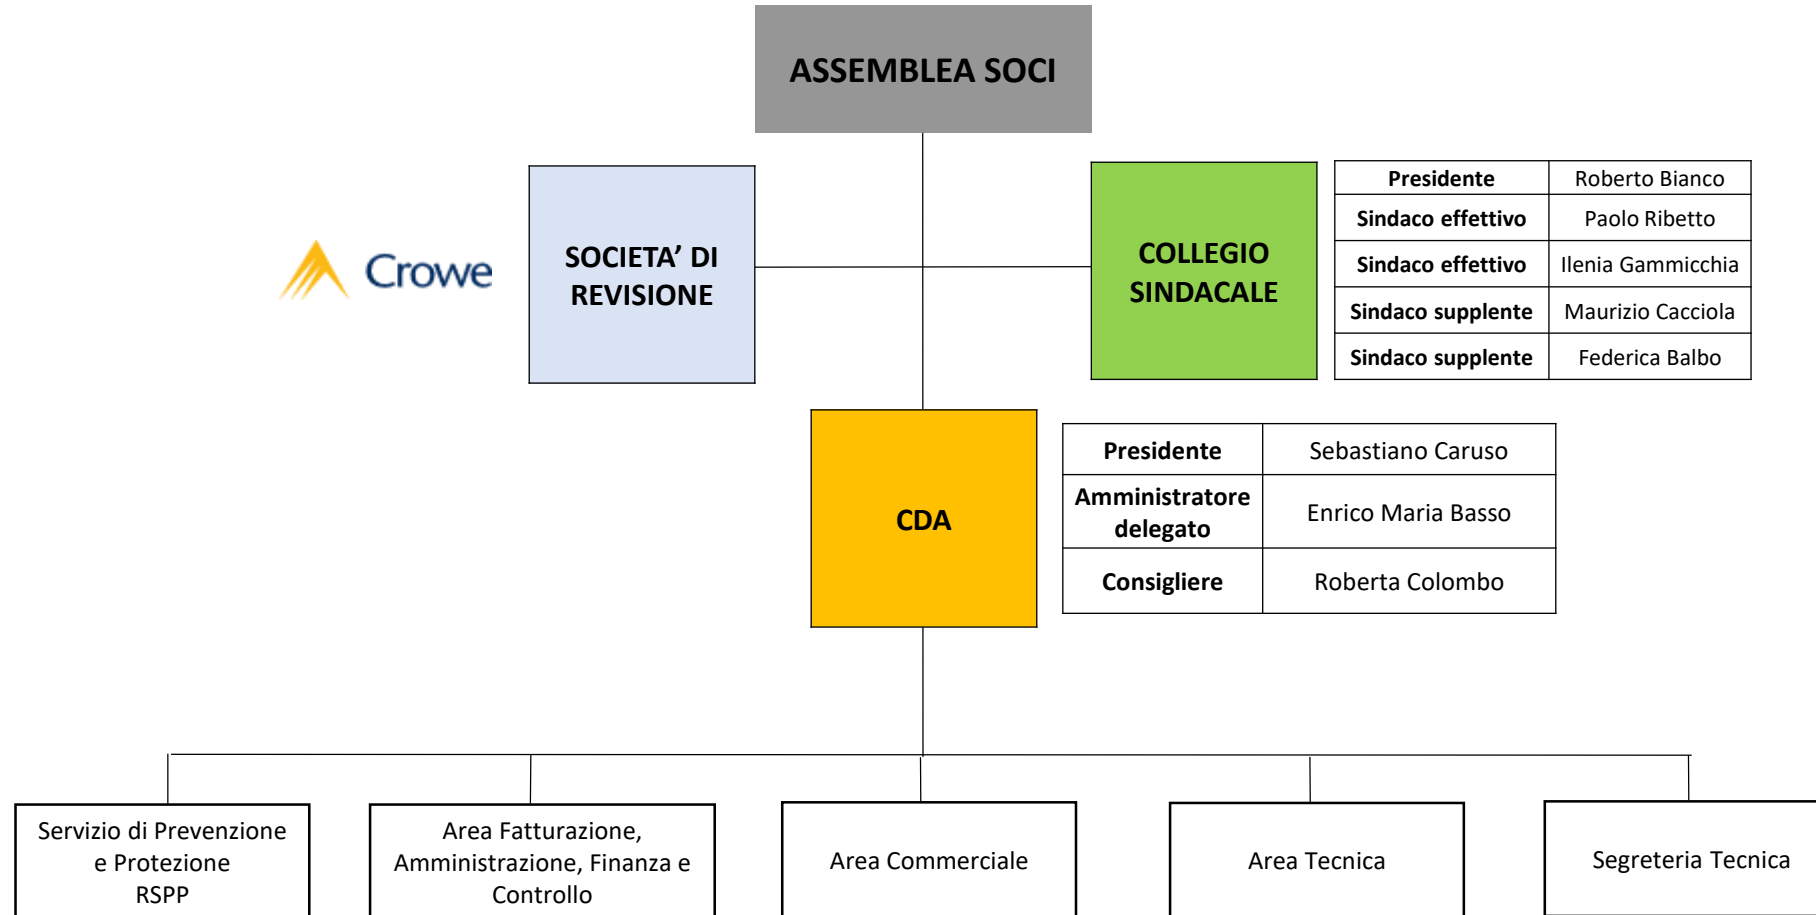 ASSEMBLEA SOCI
Crowe
SOCIETA’ DI
REVISIONE
COLLEGIO
SINDACALE
Presidente Roberto Bianco
Sindaco effettivo Paolo Ribetto
Sindaco effettivo Ilenia Gammicchia
Sindaco supplente Maurizio Cacciola
Sindaco supplente Federica Balbo
CDA
Presidente Sebastiano Caruso
Amministratore
delegato Enrico Maria Basso
Consigliere Roberta Colombo
Servizio di Prevenzione
e Protezione
RSPP
Area Fatturazione,
Amministrazione, Finanza e
Controllo
Area Commerciale
Area Tecnica
Segreteria Tecnica